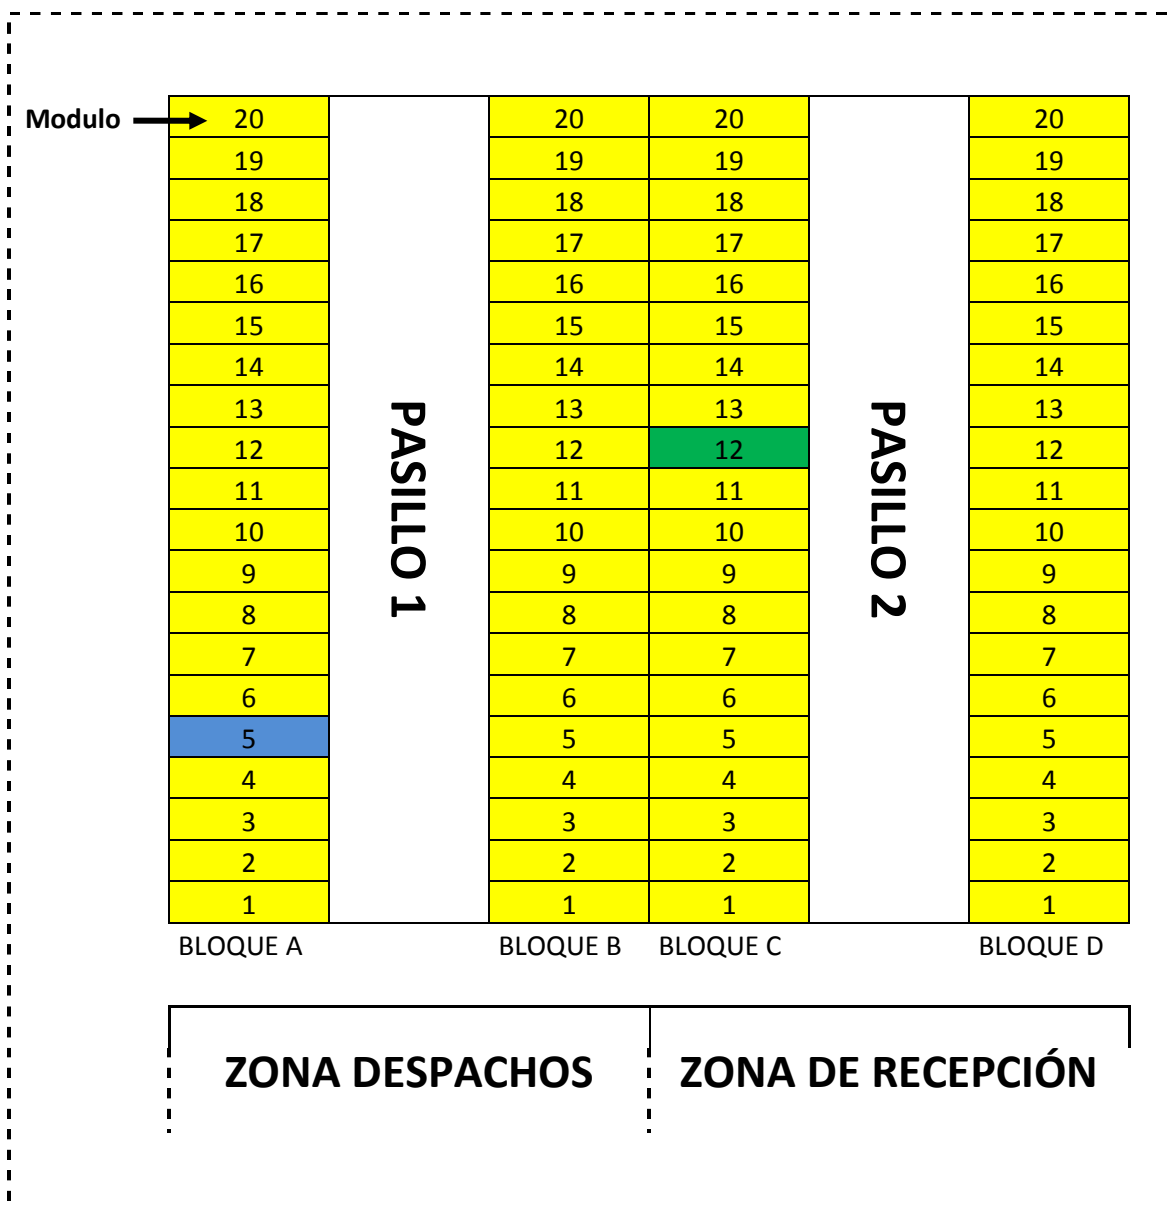 Modulo 20 20 20 20
19 19 19 19
18 18 18 18
17 17 17 17
16 16 16 16
15 15 15 15
14 14 14 14
13 13 13 13
12 12 12 12
11 11 11 11
10 10 10 10
9 9 9 9
8 8 8 8
7 7 7 7
6 6 6 6
5 5 5 5
4 4 4 4
3 3 3 3
2 2 2 2
1 1 1 1
PASILLO 1
PASILLO 2
BLOQUE A BLOQUE B BLOQUE C BLOQUE D
ZONA DESPACHOS ZONA DE RECEPCIÓN